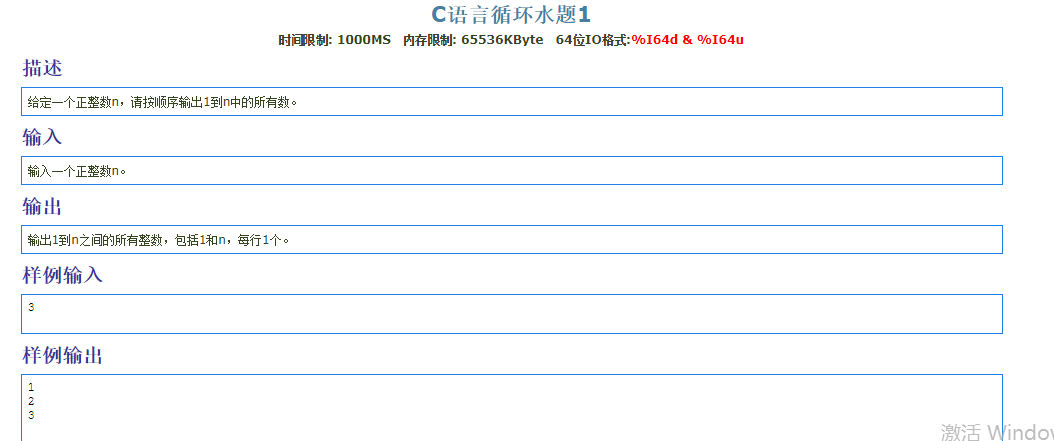 C语言循环水题1
时间限制: 1000MS 内存限制: 65536KByte 64位IO格式:%I64d & %I64u
描述
给定一个正整数n，请按顺序输出1到n中的所有数。
输入
输入一个正整数n。
输出
输出1到n之间的所有整数，包括1和n，每行1个。
样例输入
3
样例输出
1
2
3
激活 Window